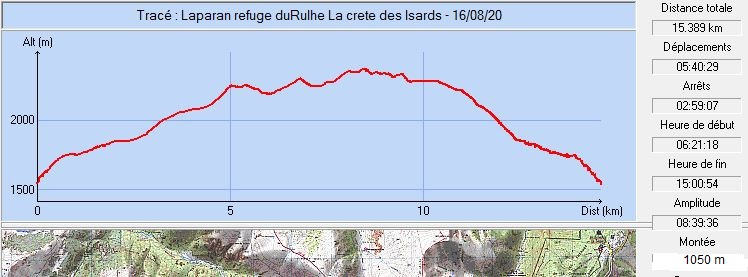 Tracé : Laparan refuge duRulhe La crete des Isards - 16/08/20
Alt (m)
2000
1500
0
5
10
Dist (km)
Distance totale
15.389 km
Déplacements
05:40:29
Arrêts
02:59:07
Heure de début
06:21:18
Heure de fin
15:00:54
Amplitude
08:39:36
Montée
1050 m